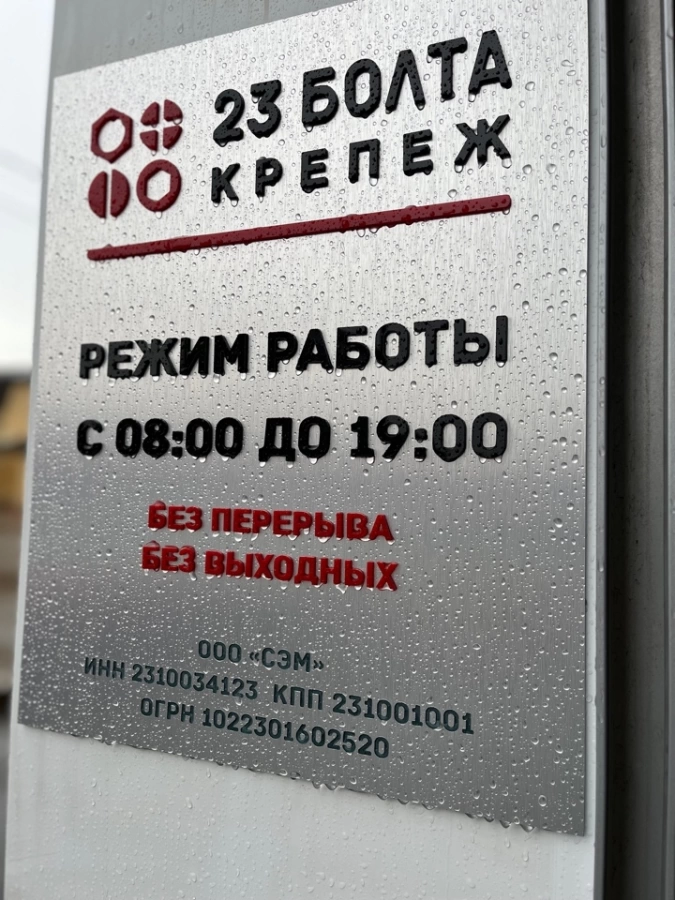 23 БОЛТА
КРЕПЕЖ
РЕЖИМ РАБОТЫ
С 08:00 ДО 19:00
БЕЗ ПЕРЕРЫВА
БЕЗ ВЫХОДНЫХ
ООО «СЭМ»
ИНН 2310034123 КПП 231001001
ОГРН 1022301602520